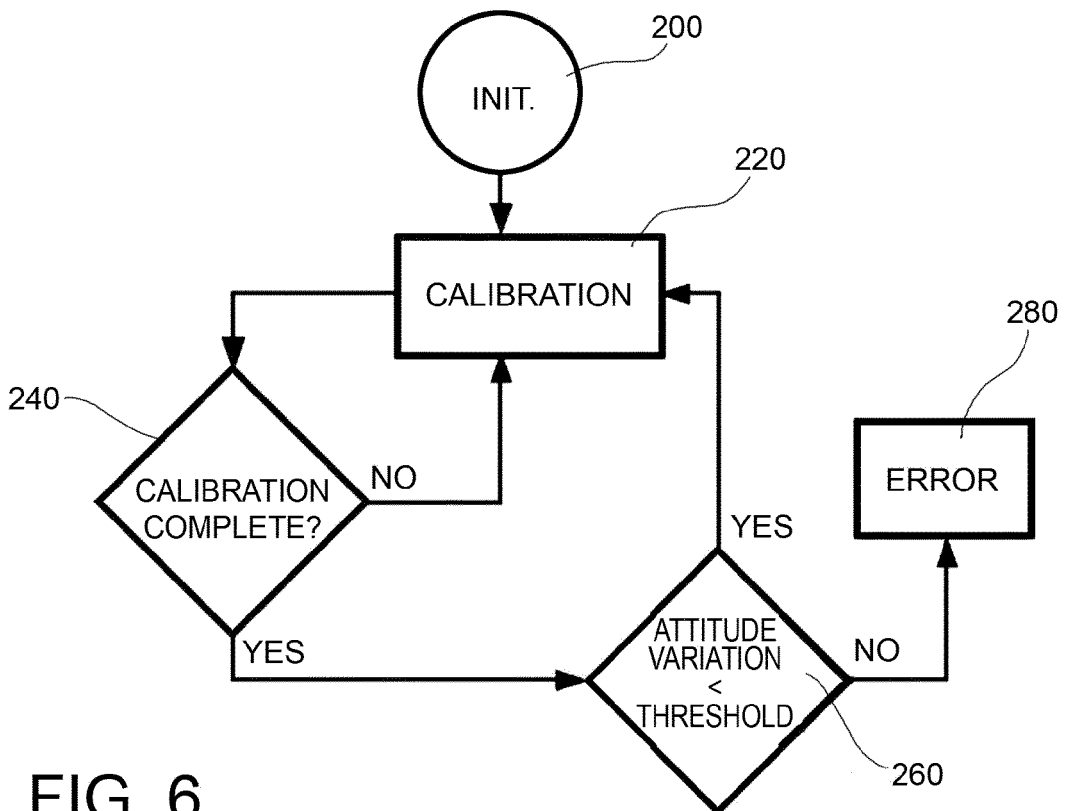 200
INIT.
220
CALIBRATION
280
240
CALIBRATION
COMPLETE?
NO
ERROR
YES
YES
ATTITUDE
VARIATION
<
THRESHOLD
NO
260
FIG. 6